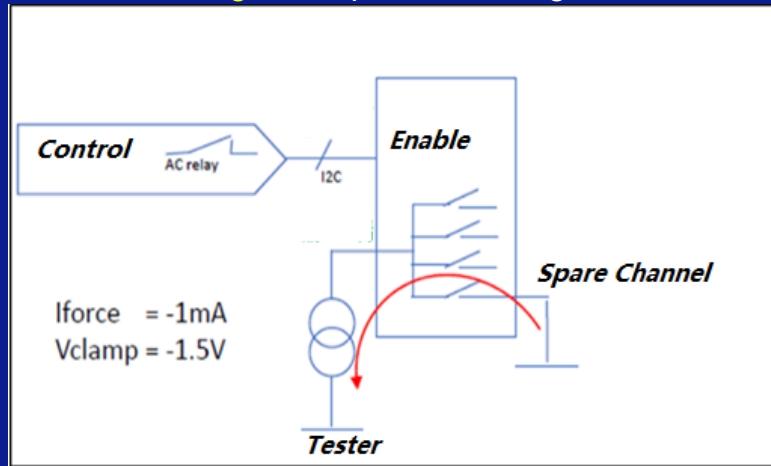 Control
AC relay
I2C
Enable
Spare Channel
Iforce = -1mA
Vclamp = -1.5V
Tester